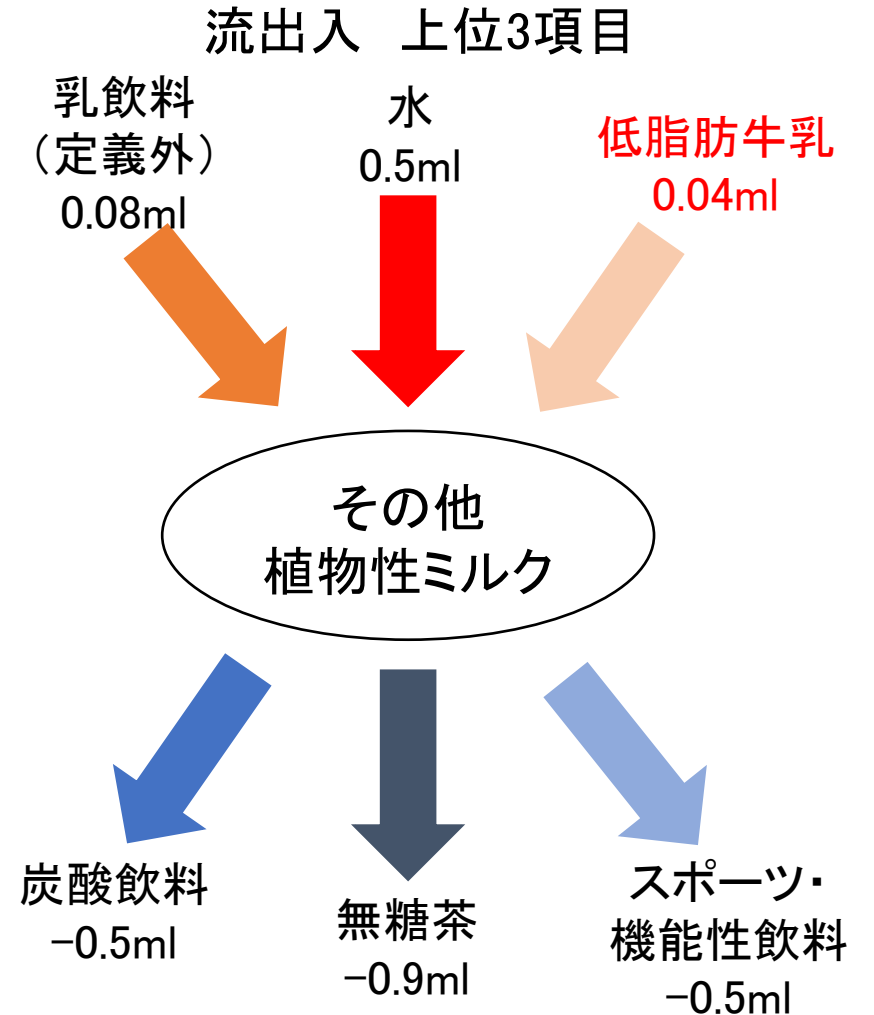 流出入　上位3項目
乳飲料
（定義外）
0.08ml
水
0.5ml
低脂肪牛乳
0.04ml
その他
植物性ミルク
炭酸飲料
−0.5ml
無糖茶
−0.9ml
スポーツ・
機能性飲料
−0.5ml